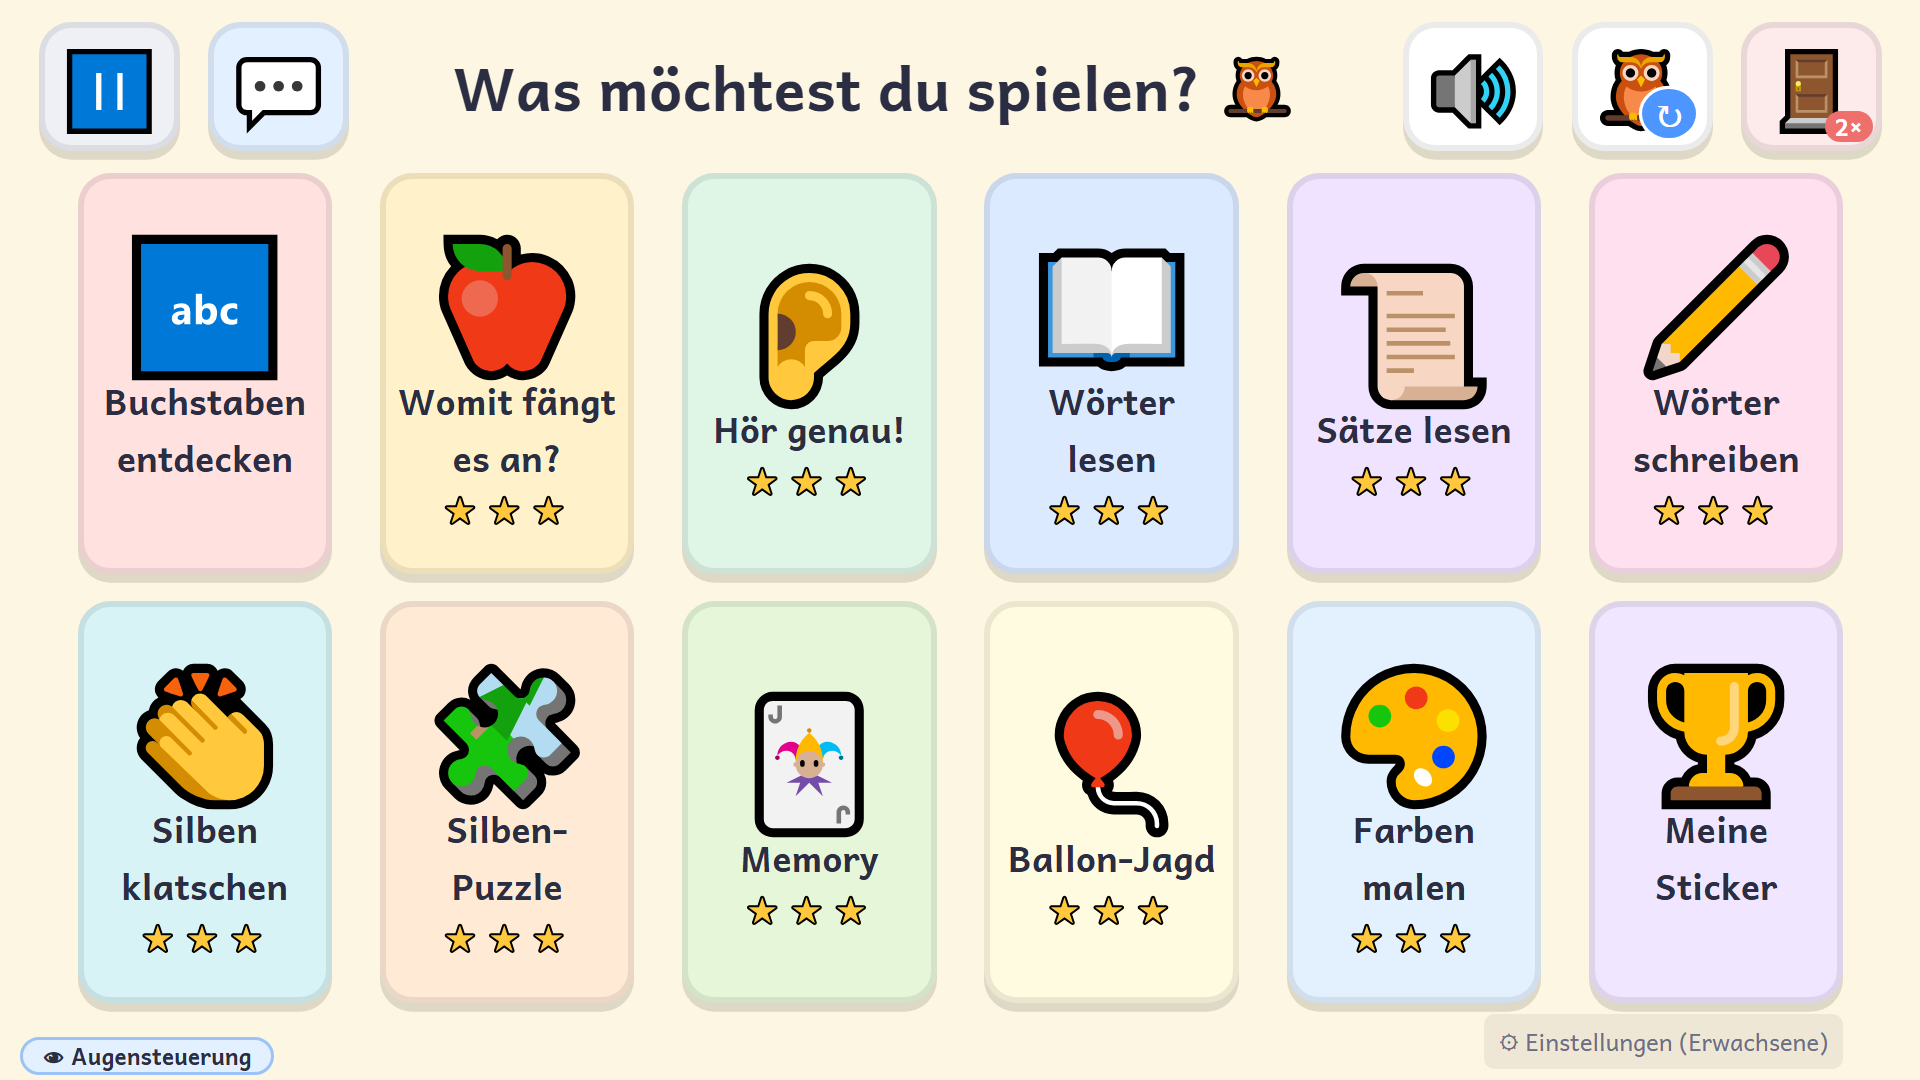 Was möchtest du spielen?
2×
abc
Buchstaben
entdecken
Womit fängt
es an?
Hör genau!
Wörter
lesen
Sätze lesen
Wörter
schreiben
Silben
klatschen
Silben-
Puzzle
J
J
Memory
Ballon-Jagd
Farben
malen
Meine
Sticker
Augensteuerung
Einstellungen (Erwachsene)